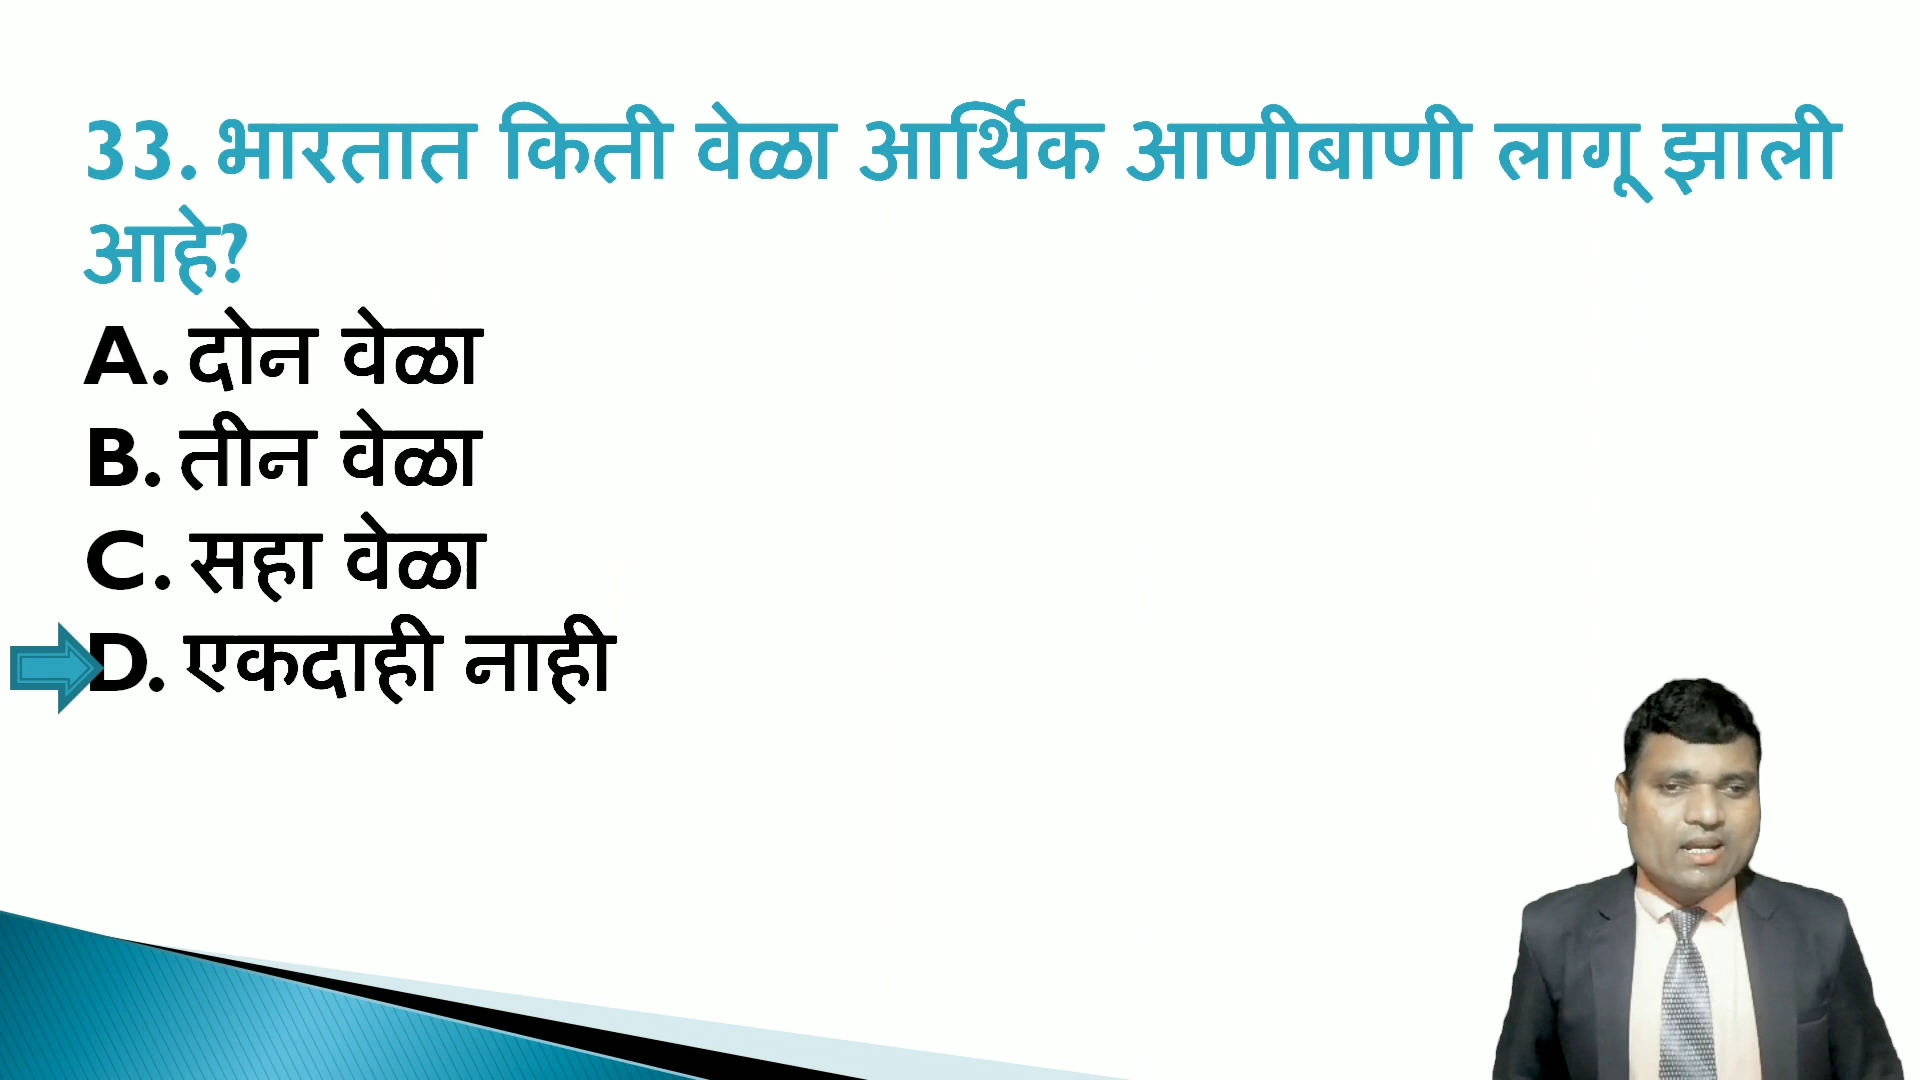 33. भारतात किती वेळा आर्थिक आणीबाणी लागू झाली
आहे?
A. दोन वेळा
B. तीन वेळा
C. सहा वेळा
D. एकदाही नाही